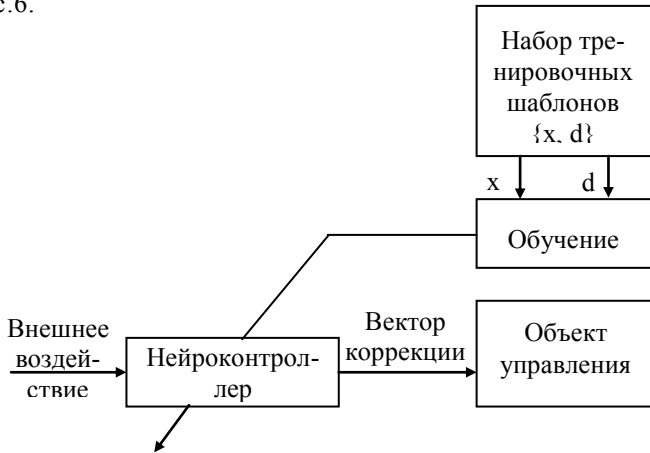 с.6.
Набор тре-
нировочных
шаблонов
{x, d}
x
d
Обучение
Внешнее
воздей-
ствие
Нейроконтрол-
лер
Вектор
коррекции
Объект
управления